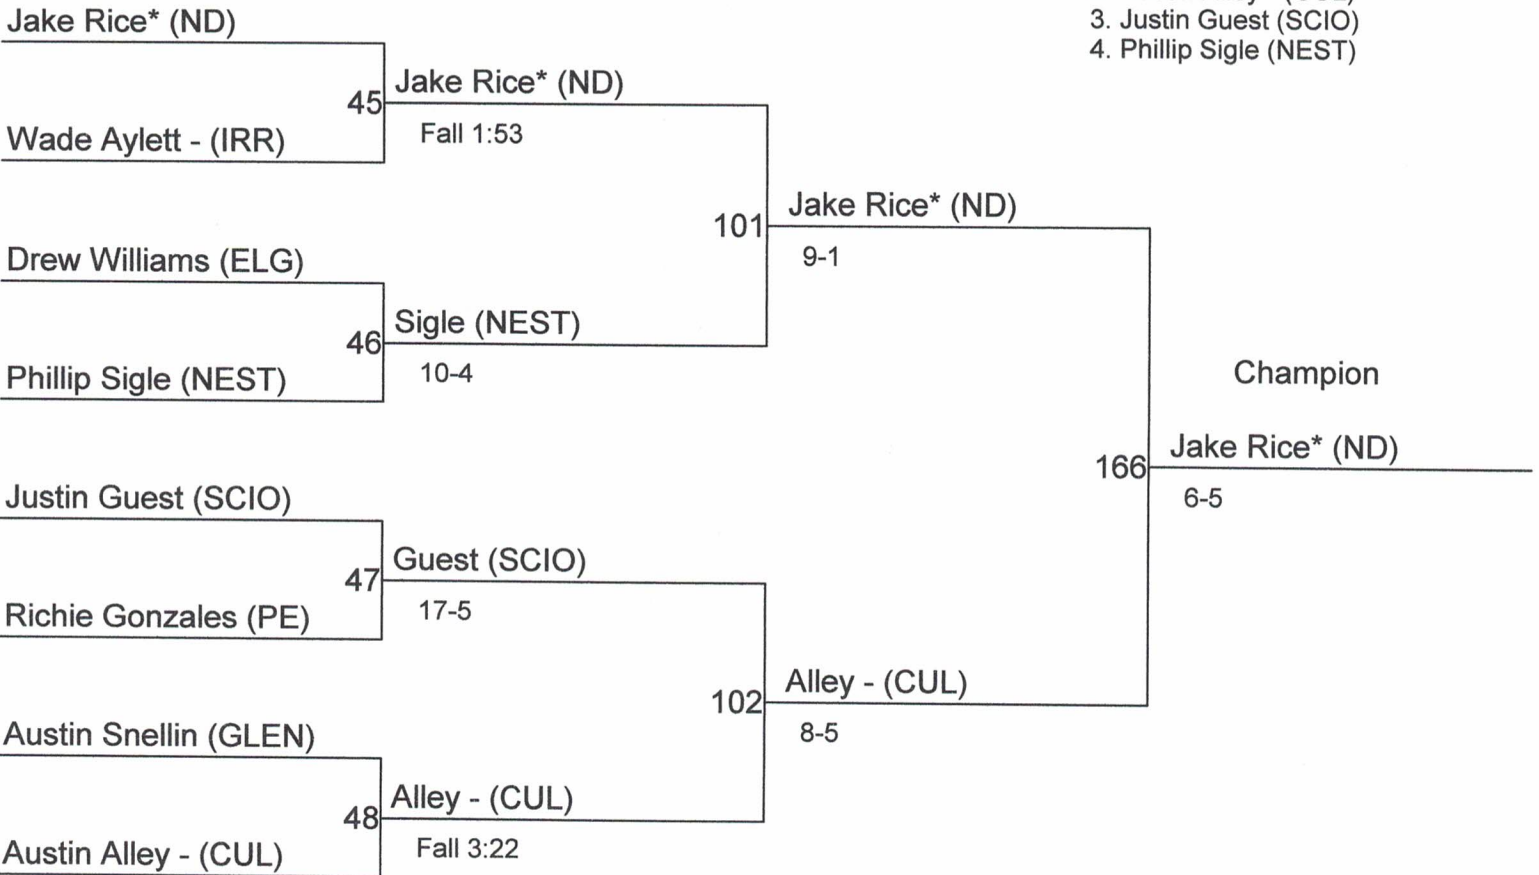 Jake Rice* (ND)
3. Justin Guest (SCIO)
4. Phillip Sigle (NEST)
45
Jake Rice* (ND)
Fall 1:53
Wade Aylett - (IRR)
101
Jake Rice* (ND)
9-1
Drew Williams (ELG)
46
Sigle (NEST)
10-4
Phillip Sigle (NEST)
Champion
166
Jake Rice* (ND)
6-5
Justin Guest (SCIO)
47
Guest (SCIO)
17-5
Richie Gonzales (PE)
102
Alley - (CUL)
8-5
Austin Snellin (GLEN)
48
Alley - (CUL)
Fall 3:22
Austin Alley - (CUL)